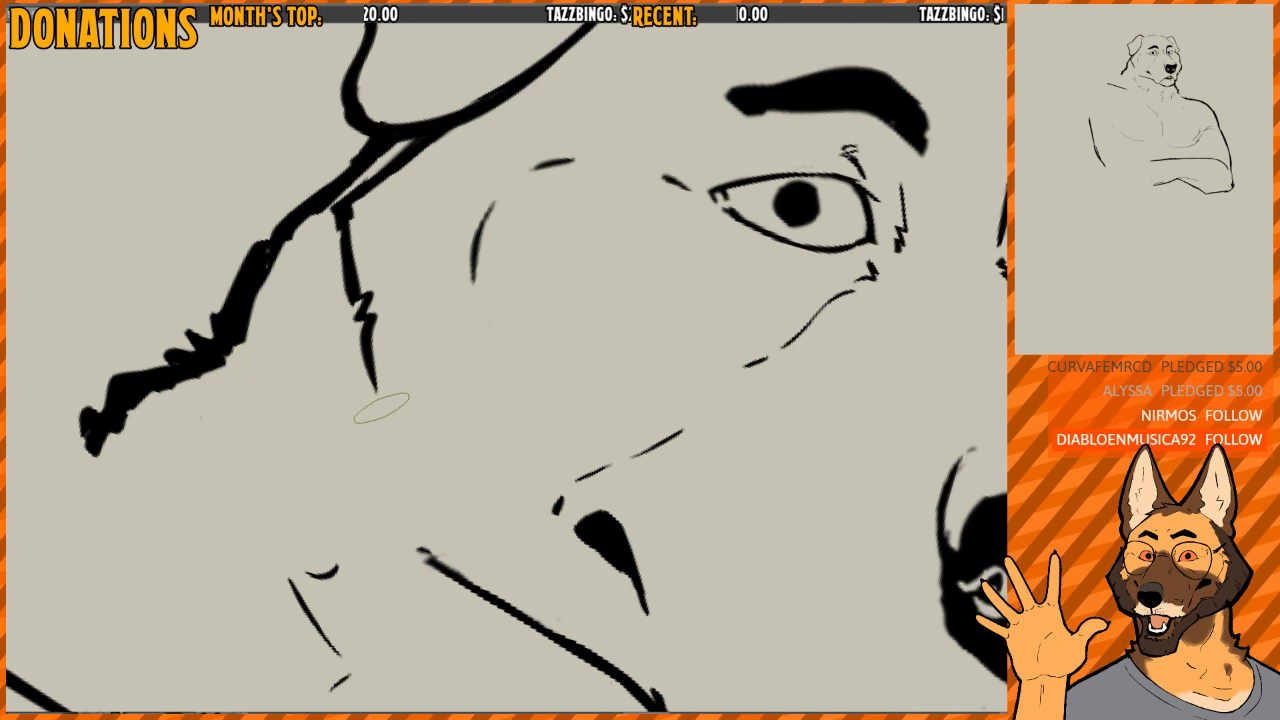 DONATIONS
MONTH'S TOP: 20.00 TAZZBINGO: $
RECENT: 0.00 TAZZBINGO: $
CURVAFEMRCD PLEDGED $5.00
ALYSSA PLEDGED $5.00
NIRMOS FOLLOW
DIABLOENMUSICA92 FOLLOW